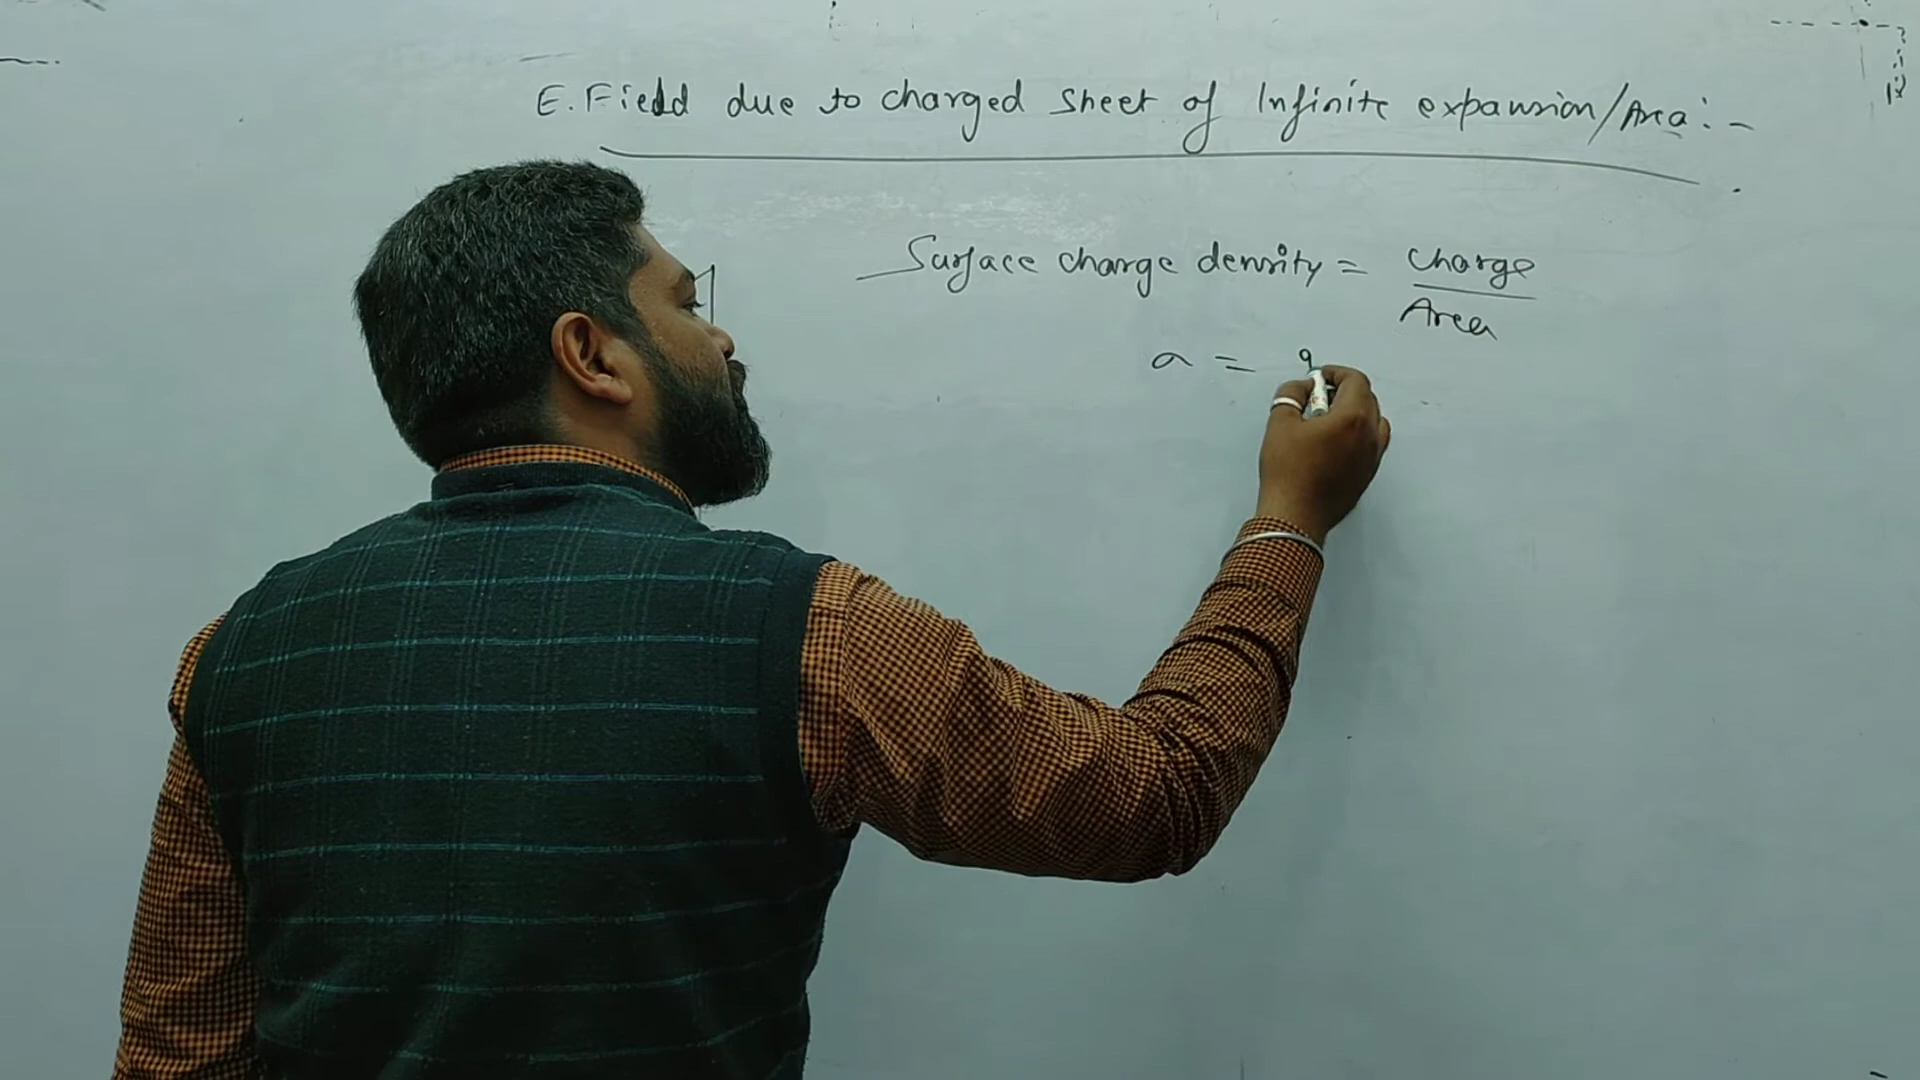 E. Field due to charged sheet of Infinite expansion/Area:-
Surface charge density = Charge / Area
σ = q